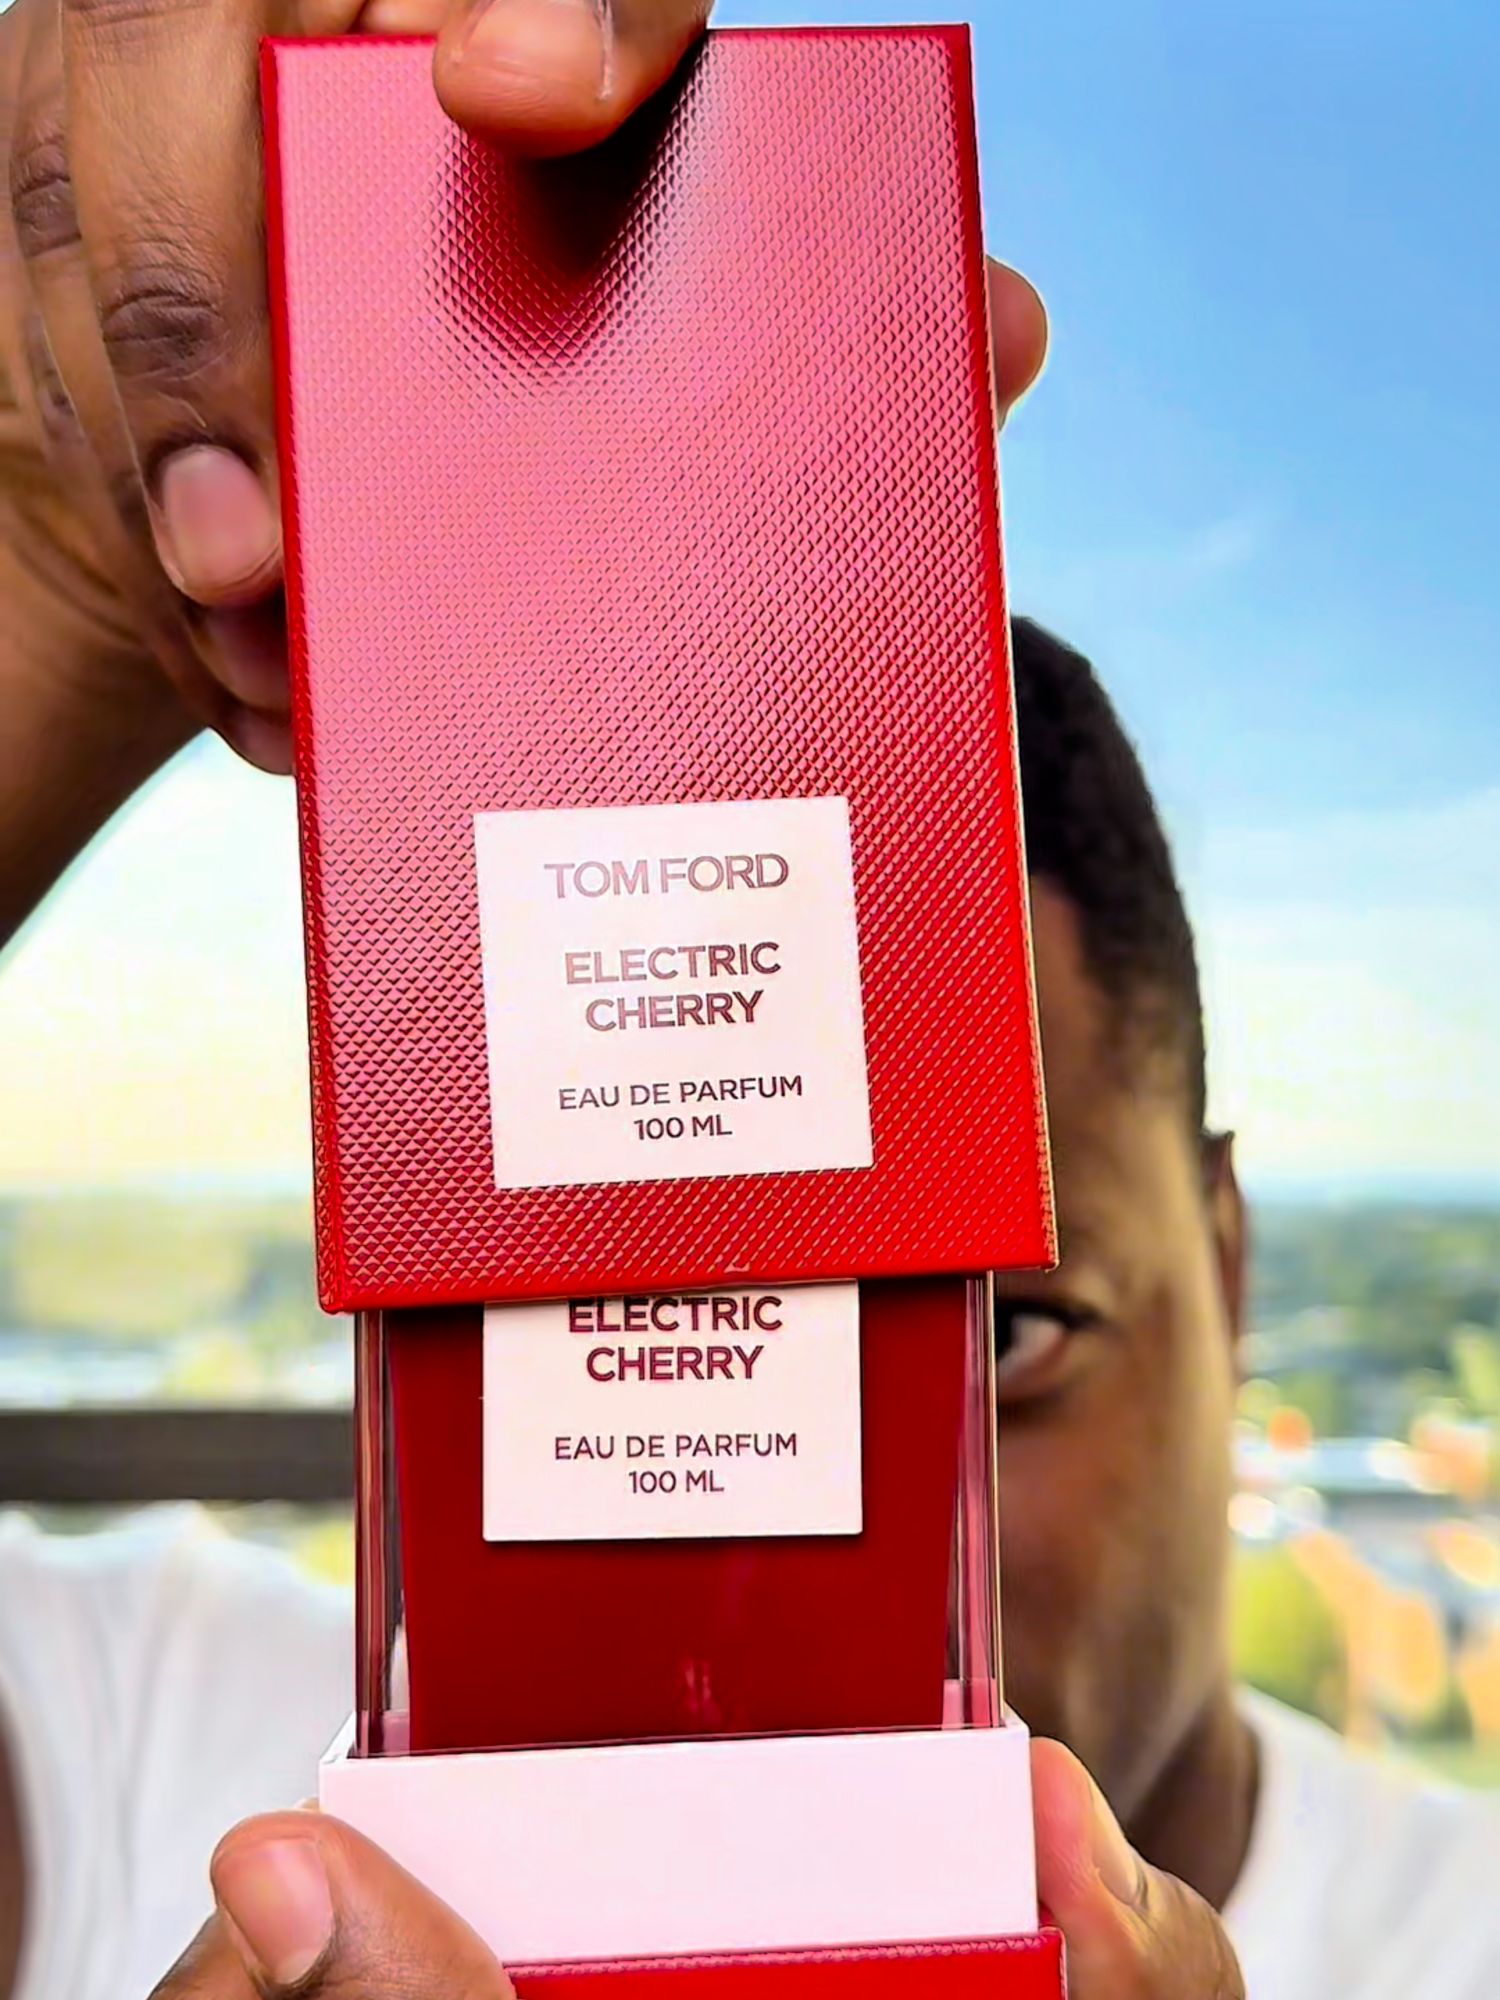 TOM FORD
ELECTRIC
CHERRY
EAU DE PARFUM
100 ML
ELECTRIC
CHERRY
EAU DE PARFUM
100 ML